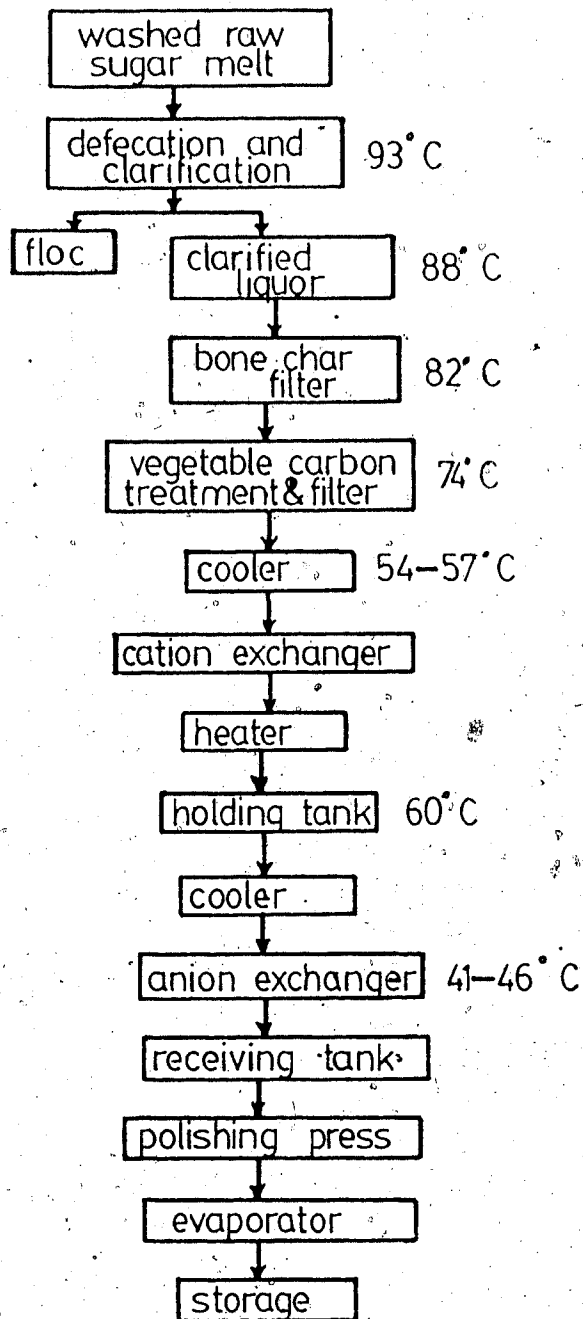 washed raw
sugar melt
defecation and
clarification
93°C
floc
clarified
liquor
88°C
bone char
filter
82°C
vegetable carbon
treatment & filter
74°C
cooler
54–57°C
cation exchanger
heater
holding tank
60°C
cooler
anion exchanger
41–46°C
receiving tank
polishing press
evaporator
storage